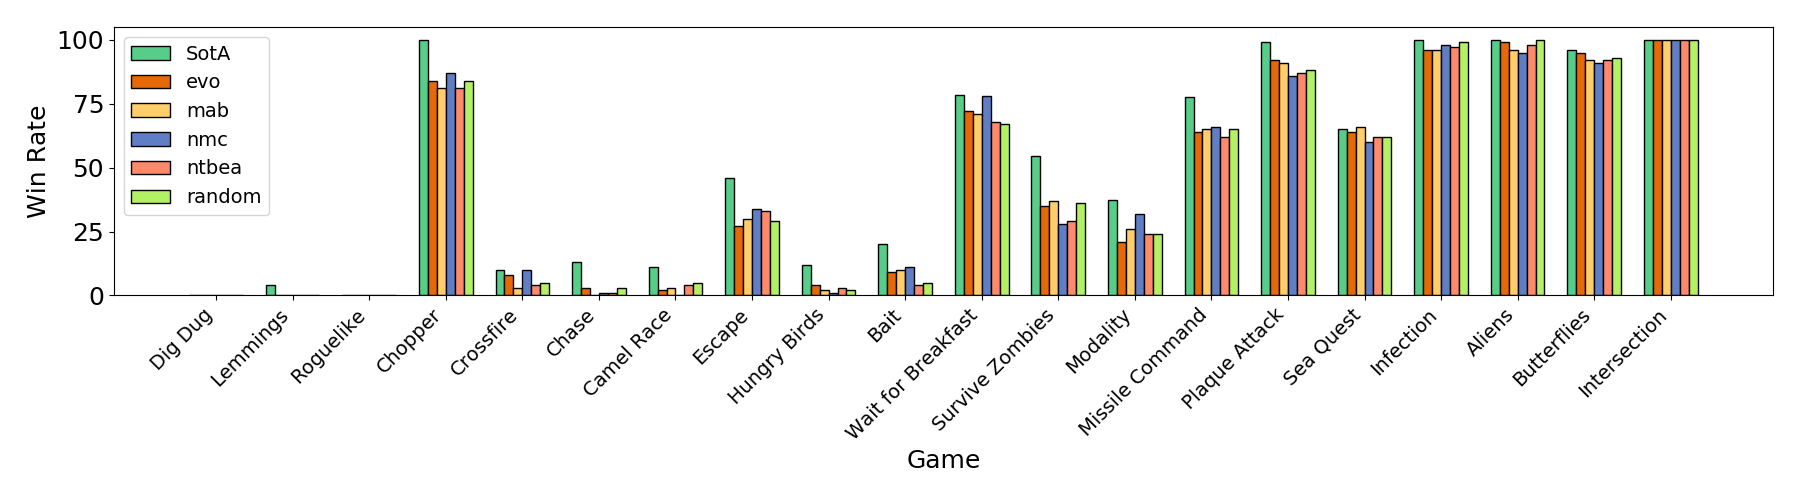 100
75
50
25
0
Win Rate
SotA
evo
mab
nmc
ntbea
random
Dig Dug
Lemmings
Roguelike
Chopper
Crossfire
Chase
Camel Race
Escape
Hungry Birds
Bait
Wait for Breakfast
Survive Zombies
Modality
Missile Command
Plaque Attack
Sea Quest
Infection
Aliens
Butterflies
Intersection
Game